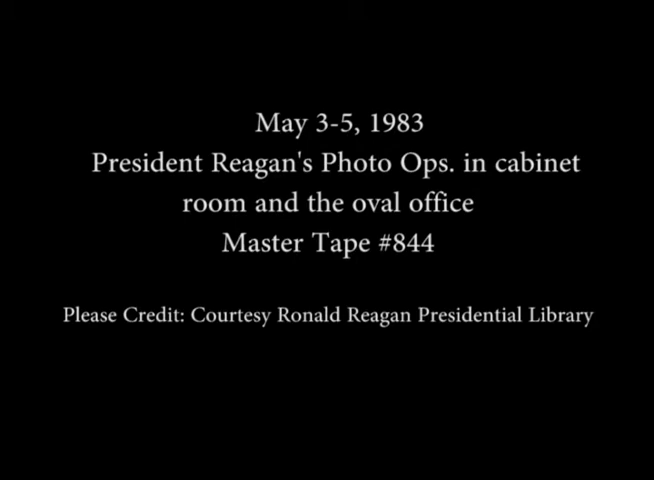 May 3-5, 1983
President Reagan's Photo Ops. in cabinet
room and the oval office
Master Tape #844
Please Credit: Courtesy Ronald Reagan Presidential Library